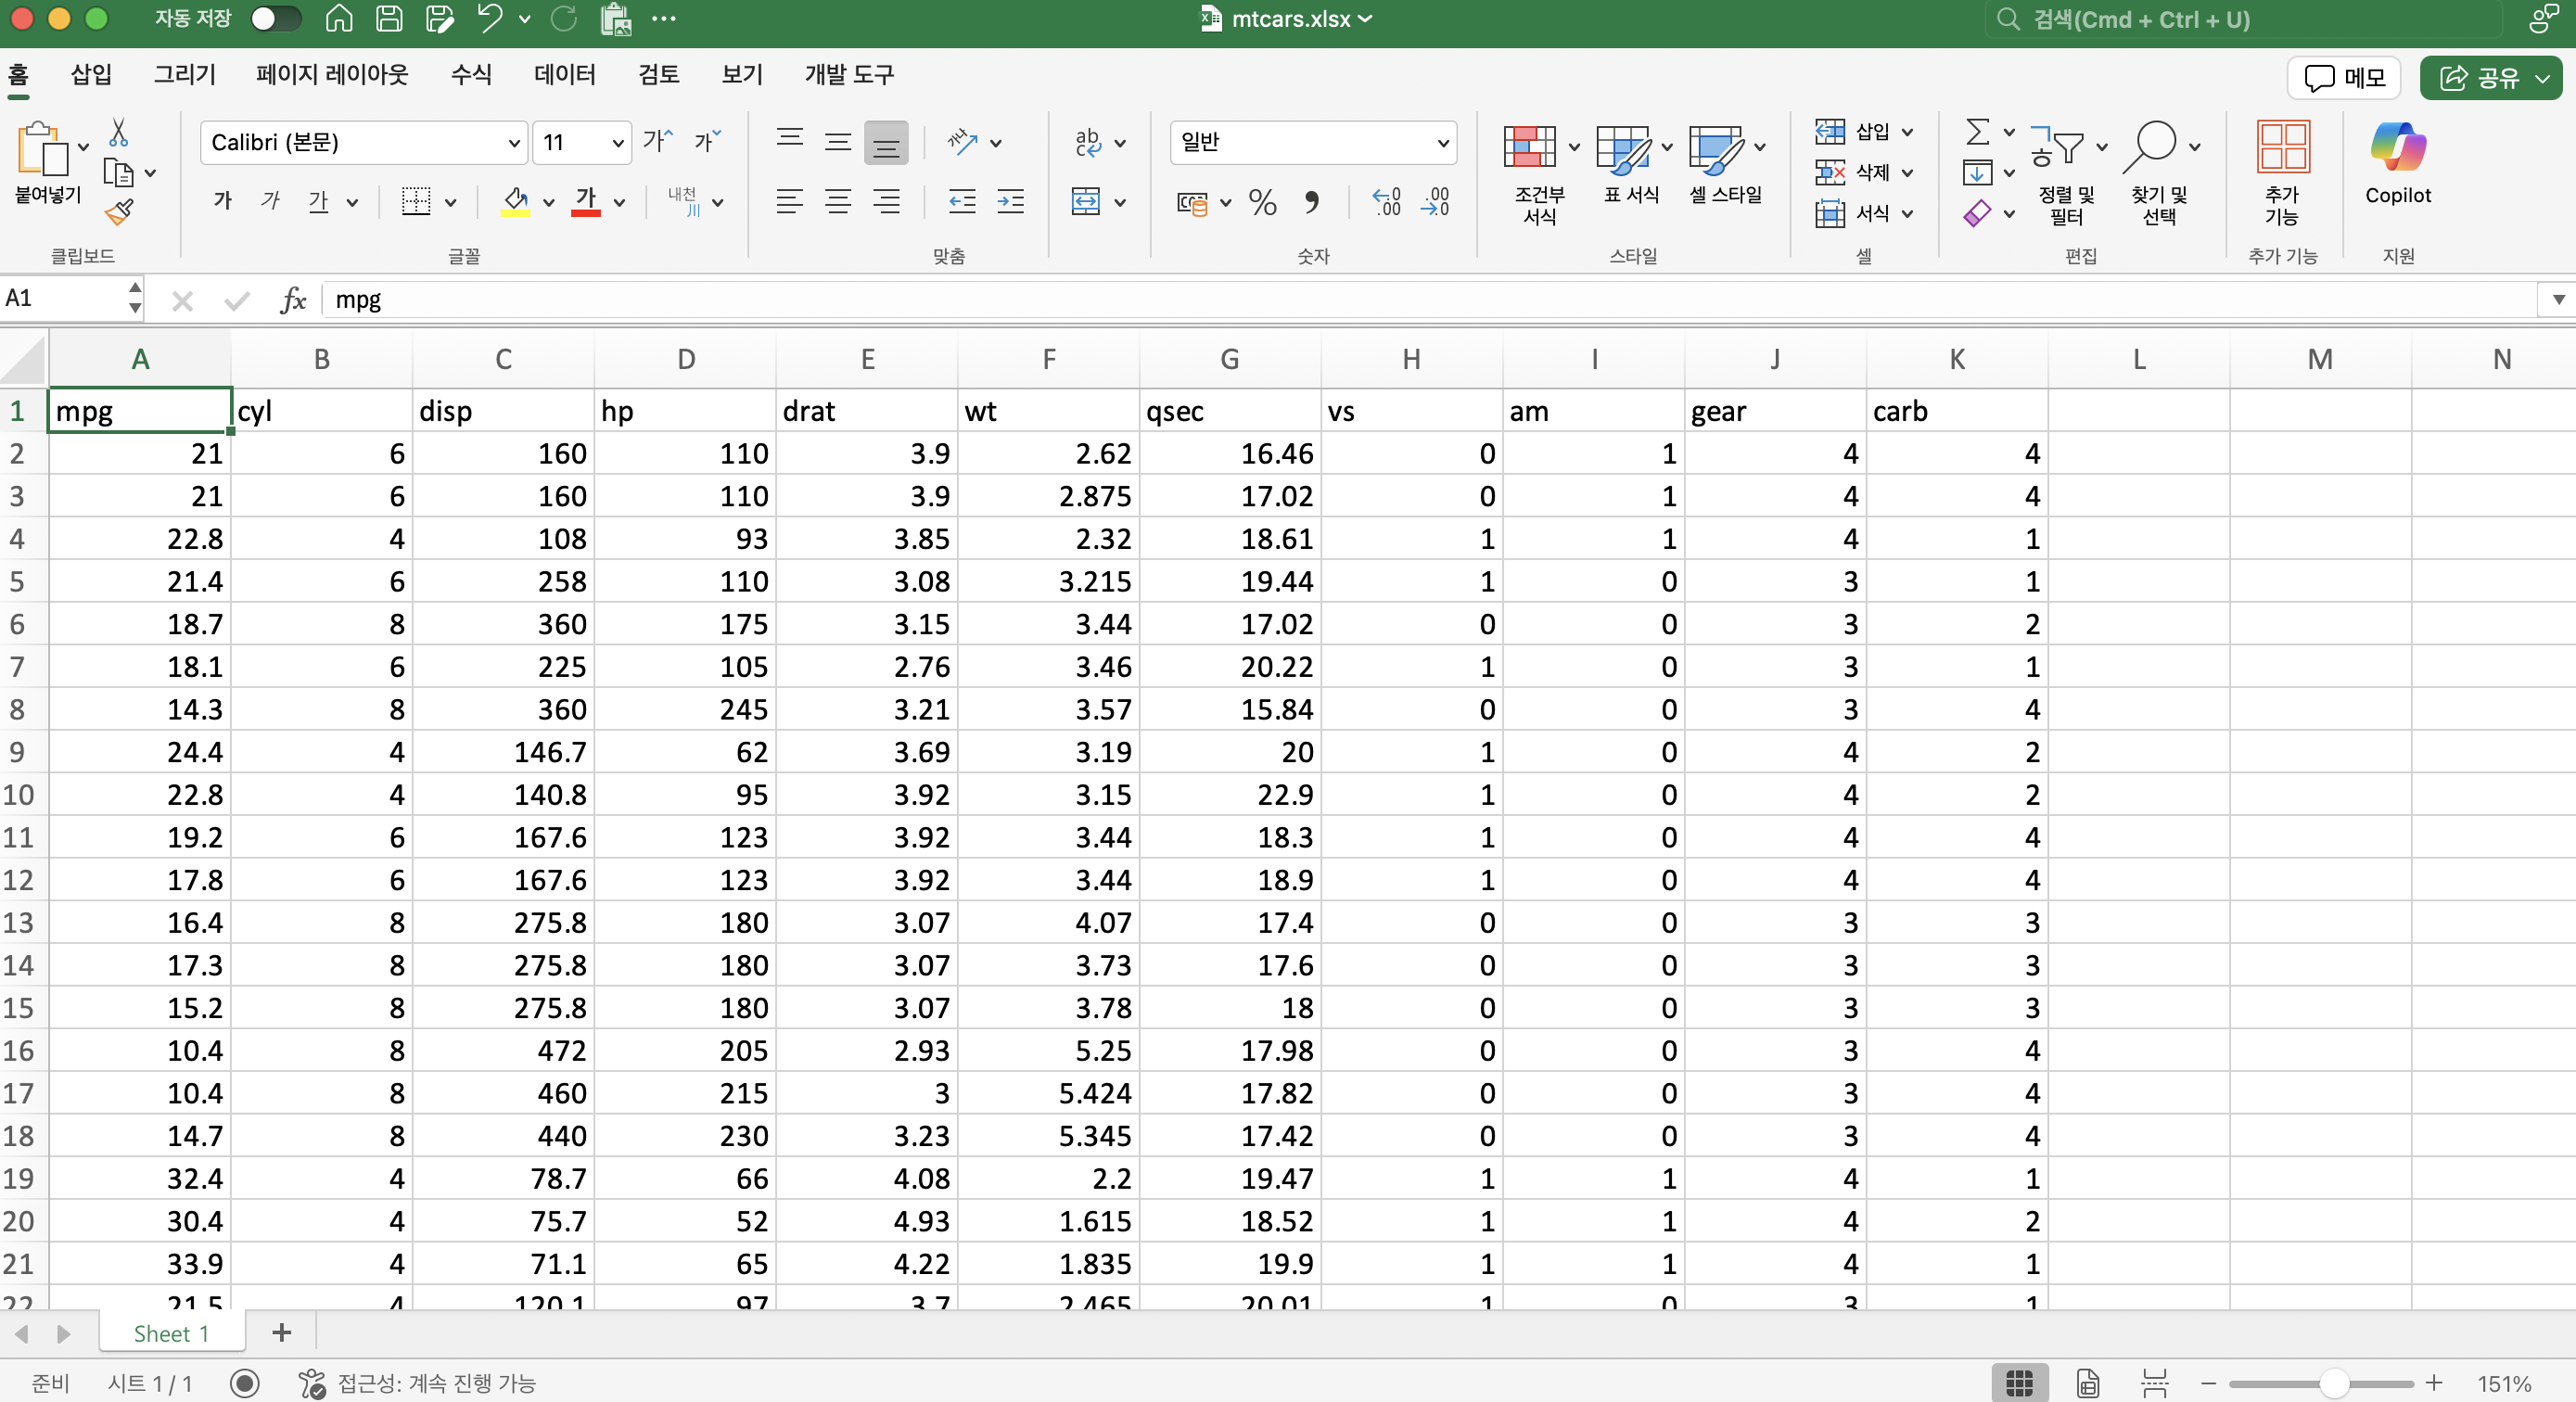 자동 저장 mtcars.xlsx 검색(Cmd + Ctrl + U)
홈 삽입 그리기 페이지 레이아웃 수식 데이터 검토 보기 개발 도구 메모 공유
붙여넣기 Calibri (본문) 11 가 가 가 가 가 가 내천 川 ab c 일반 % .00 .0 .00 .0 조건부 서식 표 서식 셀 스타일 삽입 삭제 서식 정렬 및 필터 찾기 및 선택 추가 기능 Copilot
클립보드 글꼴 맞춤 숫자 스타일 셀 편집 추가 기능 지원
A1 fx mpg
A B C D E F G H I J K L M N
1 mpg cyl disp hp drat wt qsec vs am gear carb
2 21 6 160 110 3.9 2.62 16.46 0 1 4 4
3 21 6 160 110 3.9 2.875 17.02 0 1 4 4
4 22.8 4 108 93 3.85 2.32 18.61 1 1 4 1
5 21.4 6 258 110 3.08 3.215 19.44 1 0 3 1
6 18.7 8 360 175 3.15 3.44 17.02 0 0 3 2
7 18.1 6 225 105 2.76 3.46 20.22 1 0 3 1
8 14.3 8 360 245 3.21 3.57 15.84 0 0 3 4
9 24.4 4 146.7 62 3.69 3.19 20 1 0 4 2
10 22.8 4 140.8 95 3.92 3.15 22.9 1 0 4 2
11 19.2 6 167.6 123 3.92 3.44 18.3 1 0 4 4
12 17.8 6 167.6 123 3.92 3.44 18.9 1 0 4 4
13 16.4 8 275.8 180 3.07 4.07 17.4 0 0 3 3
14 17.3 8 275.8 180 3.07 3.73 17.6 0 0 3 3
15 15.2 8 275.8 180 3.07 3.78 18 0 0 3 3
16 10.4 8 472 205 2.93 5.25 17.98 0 0 3 4
17 10.4 8 460 215 3 5.424 17.82 0 0 3 4
18 14.7 8 440 230 3.23 5.345 17.42 0 0 3 4
19 32.4 4 78.7 66 4.08 2.2 19.47 1 1 4 1
20 30.4 4 75.7 52 4.93 1.615 18.52 1 1 4 2
21 33.9 4 71.1 65 4.22 1.835 19.9 1 1 4 1
22 21.5 4 120.1 97 3.7 2.465 20.01 1 0 3 1
Sheet 1
준비 시트 1 / 1 접근성: 계속 진행 가능 151%